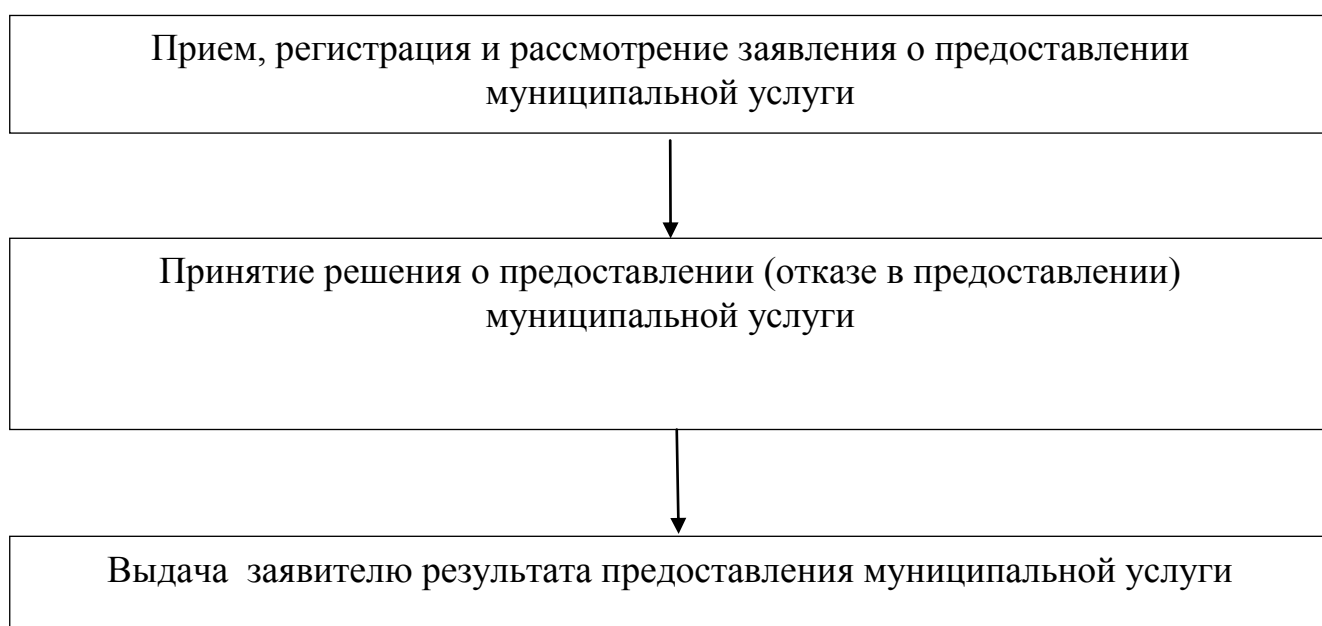 Прием, регистрация и рассмотрение заявления о предоставлении
муниципальной услуги
Принятие решения о предоставлении (отказе в предоставлении)
муниципальной услуги
Выдача  заявителю результата предоставления муниципальной услуги